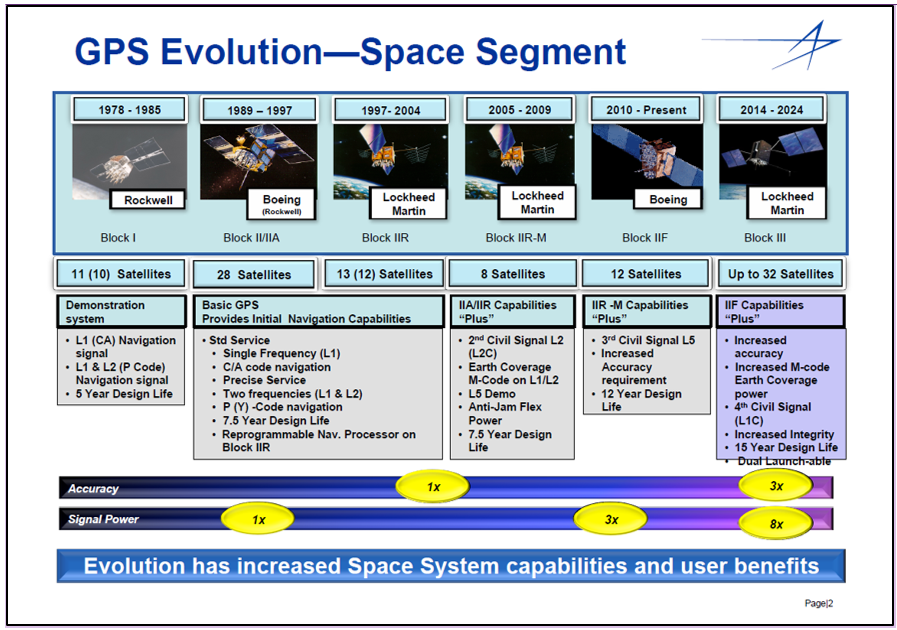 GPS Evolution—Space Segment
1978 - 1985
1989 – 1997
1997- 2004
2005 - 2009
2010 - Present
2014 - 2024
Rockwell
Boeing
(Rockwell)
Lockheed
Martin
Lockheed
Martin
Boeing
Lockheed
Martin
Block I
Block II/IIA
Block IIR
Block IIR-M
Block IIF
Block III
11 (10) Satellites
28 Satellites
13 (12) Satellites
8 Satellites
12 Satellites
Up to 32 Satellites
Demonstration
system
• L1 (CA) Navigation
signal
• L1 & L2 (P Code)
Navigation signal
• 5 Year Design Life
Basic GPS
Provides Initial Navigation Capabilities
• Std Service
• Single Frequency (L1)
• C/A code navigation
• Precise Service
• Two frequencies (L1 & L2)
• P (Y) -Code navigation
• 7.5 Year Design Life
• Reprogrammable Nav. Processor on
Block IIR
IIA/IIR Capabilities
“Plus”
• 2nd Civil Signal L2
(L2C)
• Earth Coverage
M-Code on L1/L2
• L5 Demo
• Anti-Jam Flex
Power
• 7.5 Year Design
Life
IIR -M Capabilities
“Plus”
• 3rd Civil Signal L5
• Increased
Accuracy
requirement
• 12 Year Design
Life
IIF Capabilities
“Plus”
• Increased
accuracy
• Increased M-code
Earth Coverage
power
• 4th Civil Signal
(L1C)
• Increased Integrity
• 15 Year Design Life
• Dual Launch-able
Accuracy
1x
3x
Signal Power
1x
3x
8x
Evolution has increased Space System capabilities and user benefits
Page|2